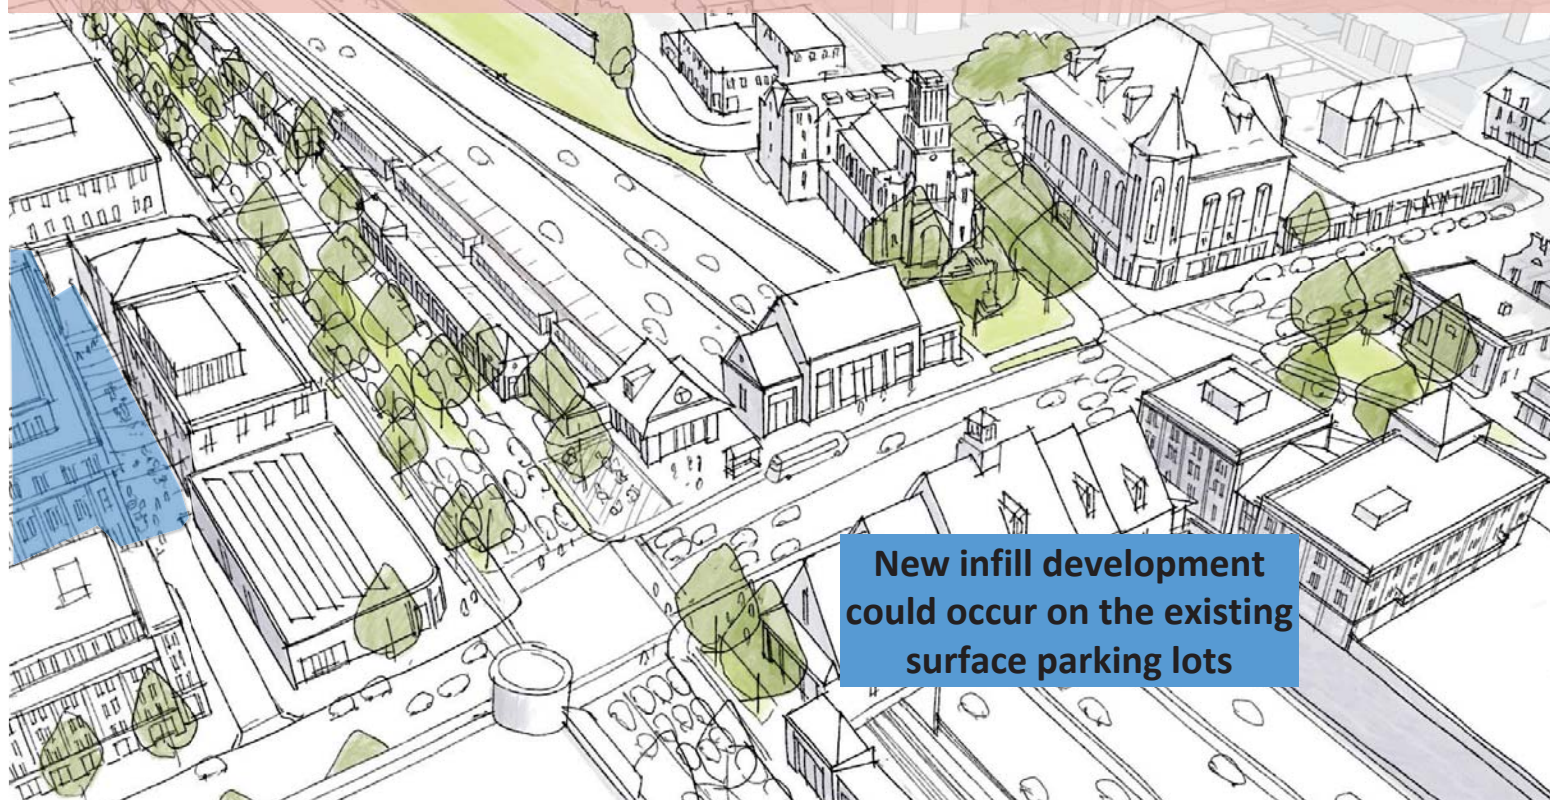 New infill development
could occur on the existing
surface parking lots